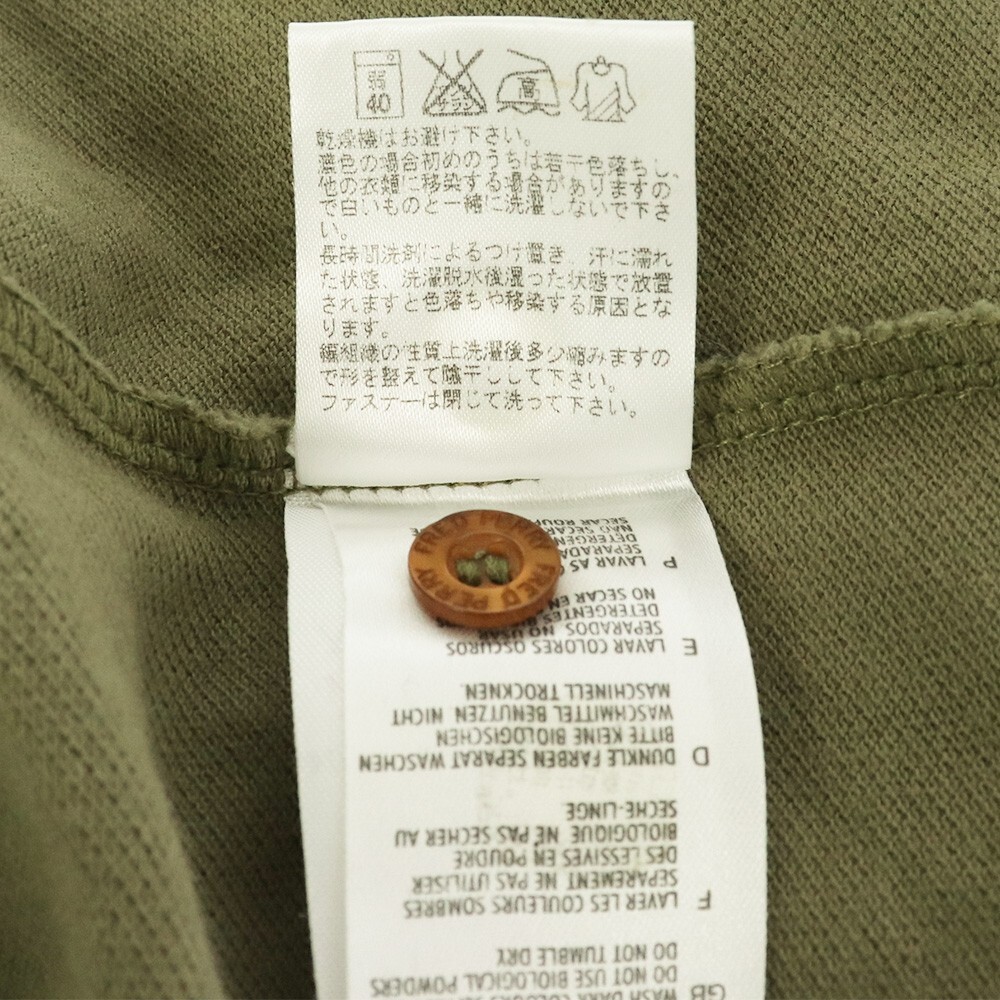 弱
40
エンソサラシ
高
乾燥機はお避け下さい。
濃色の場合初めのうちは若干色落ちし、
他の衣類に移染する場合がありますの
で白いものと一緒に洗濯しないで下さ
い。
長時間洗剤によるつけ置き、汗に濡れ
た状態、洗濯脱水後湿った状態で放置
されますと色落ちや移染する原因とな
ります。
編組織の性質上洗濯後多少縮みますの
で形を整えて陰干しして下さい。
ファスナーは閉じて洗って下さい。
FRED PERRY
FRED PERRY
GB WASH DARK COLOURS
DO NOT USE BIOLOGICAL POWDERS
DO NOT TUMBLE DRY.
F LAVER LES COULEURS SOMBRES
SEPAREMENT NE PAS UTILISER
DES LESSIVES EN POUDRE
BIOLOGIQUE NE PAS SECHER AU
SECHE-LINGE.
D DUNKLE FARBEN SEPARAT WASCHEN
BITTE KEINE BIOLOGISCHEN
WASCHMITTEL BENUTZEN NICHT
MASCHINELL TROCKNEN.
E LAVAR COLORES OSCUROS
SEPARADOS NO USAR
DETERGENTES
NO SECAR EN
P LAVAR AS
NAO SECAR
SECAR